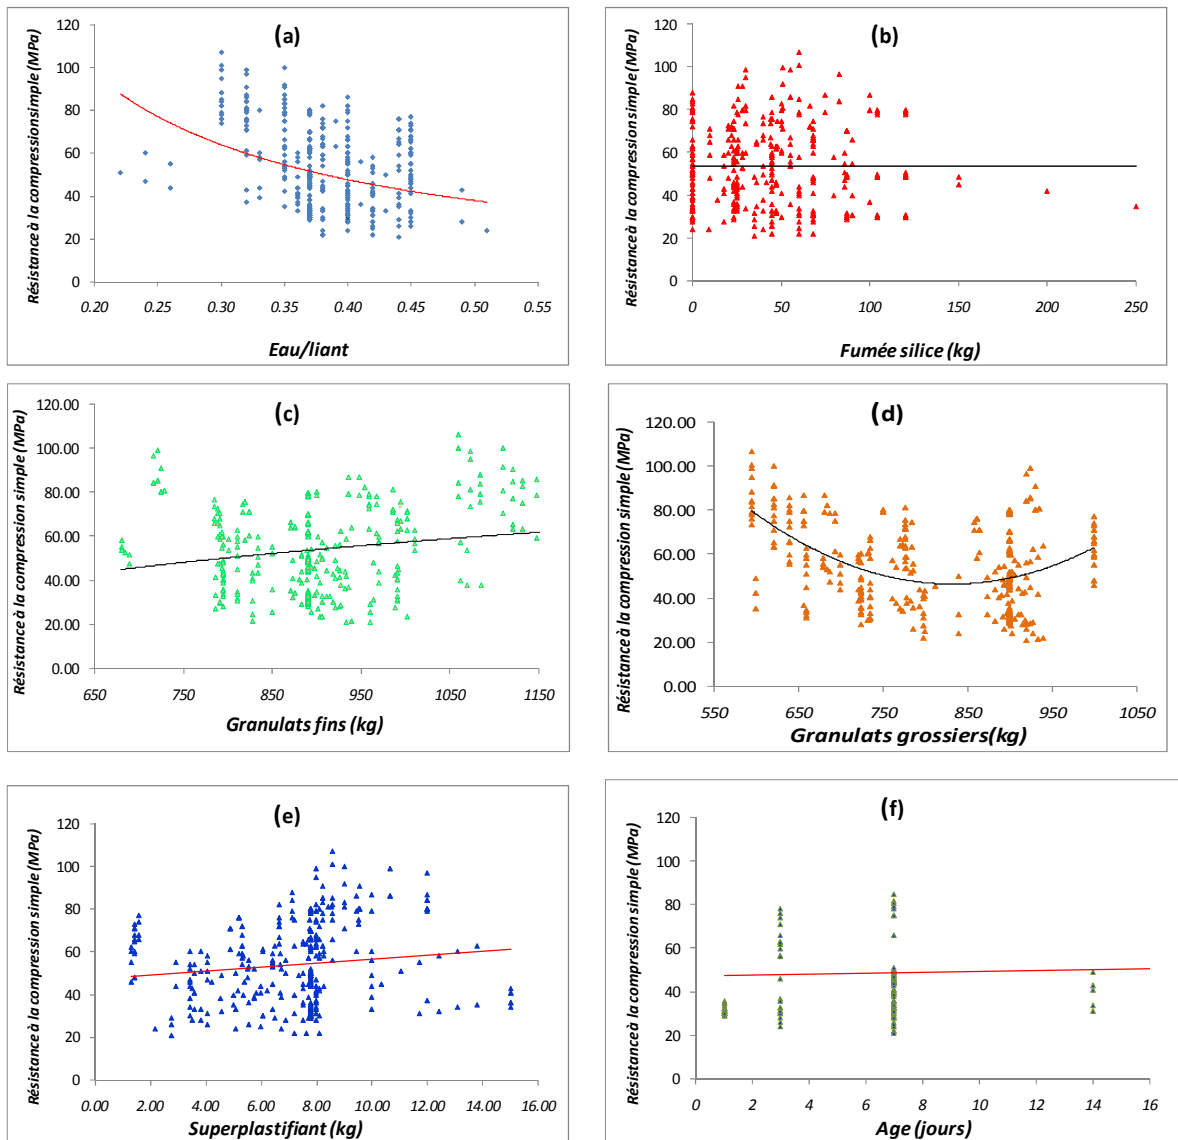 (a)
Résistance à la compression simple (MPa)
120
100
80
60
40
20
0
0.20 0.25 0.30 0.35 0.40 0.45 0.50 0.55
Eau/liant
(b)
Résistance à la compression simple (MPa)
120
100
80
60
40
20
0
0 50 100 150 200 250
Fumée silice (kg)
(c)
Résistance à la compression simple (MPa)
120.00
100.00
80.00
60.00
40.00
20.00
0.00
650 750 850 950 1050 1150
Granulats fins (kg)
(d)
Résistance à la compression simple (MPa)
120.00
100.00
80.00
60.00
40.00
20.00
0.00
550 650 750 850 950 1050
Granulats grossiers(kg)
(e)
Résistance à la compression simple (MPa)
120
100
80
60
40
20
0
0.00 2.00 4.00 6.00 8.00 10.00 12.00 14.00 16.00
Superplastifiant (kg)
(f)
Résistance à la compression simple (MPa)
120
100
80
60
40
20
0
0 2 4 6 8 10 12 14 16
Age (jours)